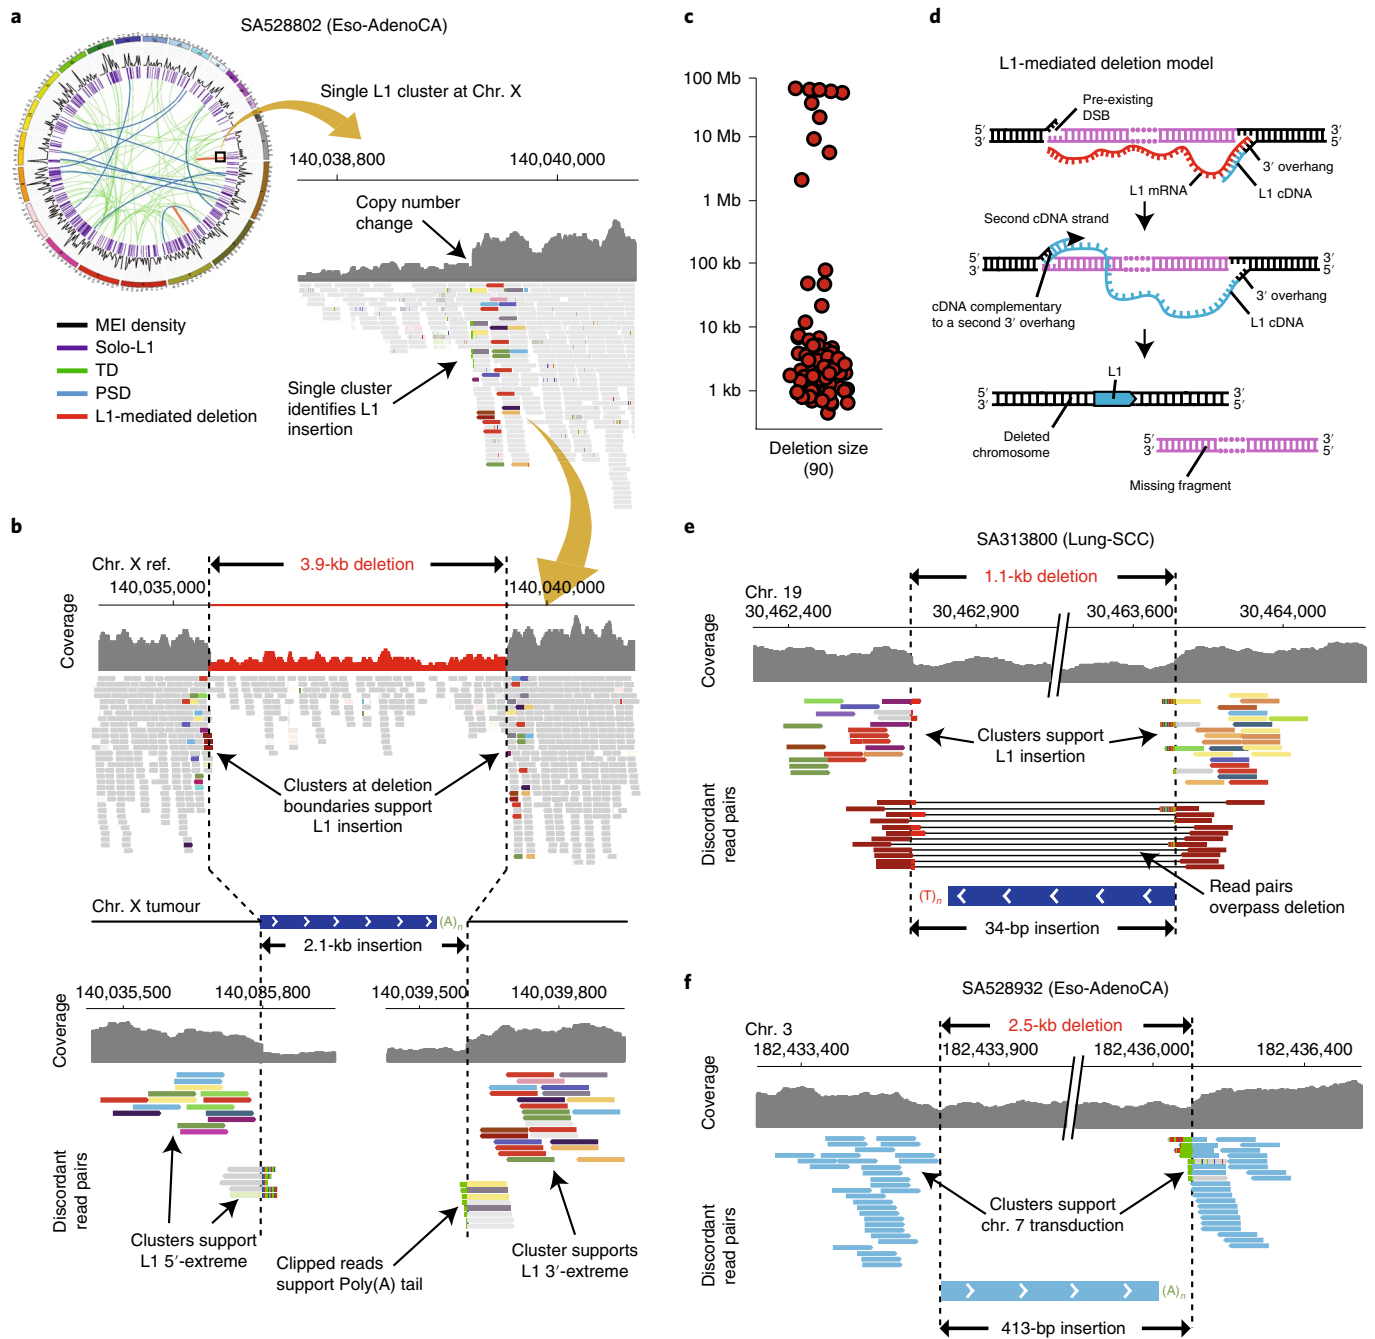 a
SA528802 (Eso-AdenoCA)
Single L1 cluster at Chr. X
140,038,800
140,040,000
Copy number
change
Single cluster
identifies L1
insertion
MEI density
Solo-L1
TD
PSD
L1-mediated deletion
b
Chr. X ref.
3.9-kb deletion
140,035,000
140,040,000
Coverage
Clusters at deletion
boundaries support
L1 insertion
Chr. X tumour
(A)n
2.1-kb insertion
140,035,500
140,035,800
140,039,500
140,039,800
Coverage
Discordant
read pairs
Clusters support
L1 5′-extreme
Clipped reads
support Poly(A) tail
Cluster supports
L1 3′-extreme
c
100 Mb
10 Mb
1 Mb
100 kb
10 kb
1 kb
Deletion size
(90)
d
L1-mediated deletion model
Pre-existing
DSB
5′
3′
3′
5′
3′ overhang
L1 mRNA
L1 cDNA
Second cDNA strand
5′
3′
3′
5′
cDNA complementary
to a second 3′ overhang
3′ overhang
L1 cDNA
L1
5′
3′
3′
5′
Deleted
chromosome
5′
3′
3′
5′
Missing fragment
e
SA313800 (Lung-SCC)
1.1-kb deletion
Chr. 19
30,462,400
30,462,900
30,463,600
30,464,000
Coverage
Clusters support
L1 insertion
Discordant
read pairs
Read pairs
overpass deletion
(T)n
34-bp insertion
f
SA528932 (Eso-AdenoCA)
2.5-kb deletion
Chr. 3
182,433,400
182,433,900
182,436,000
182,436,400
Coverage
Clusters support
chr. 7 transduction
Discordant
read pairs
(A)n
413-bp insertion